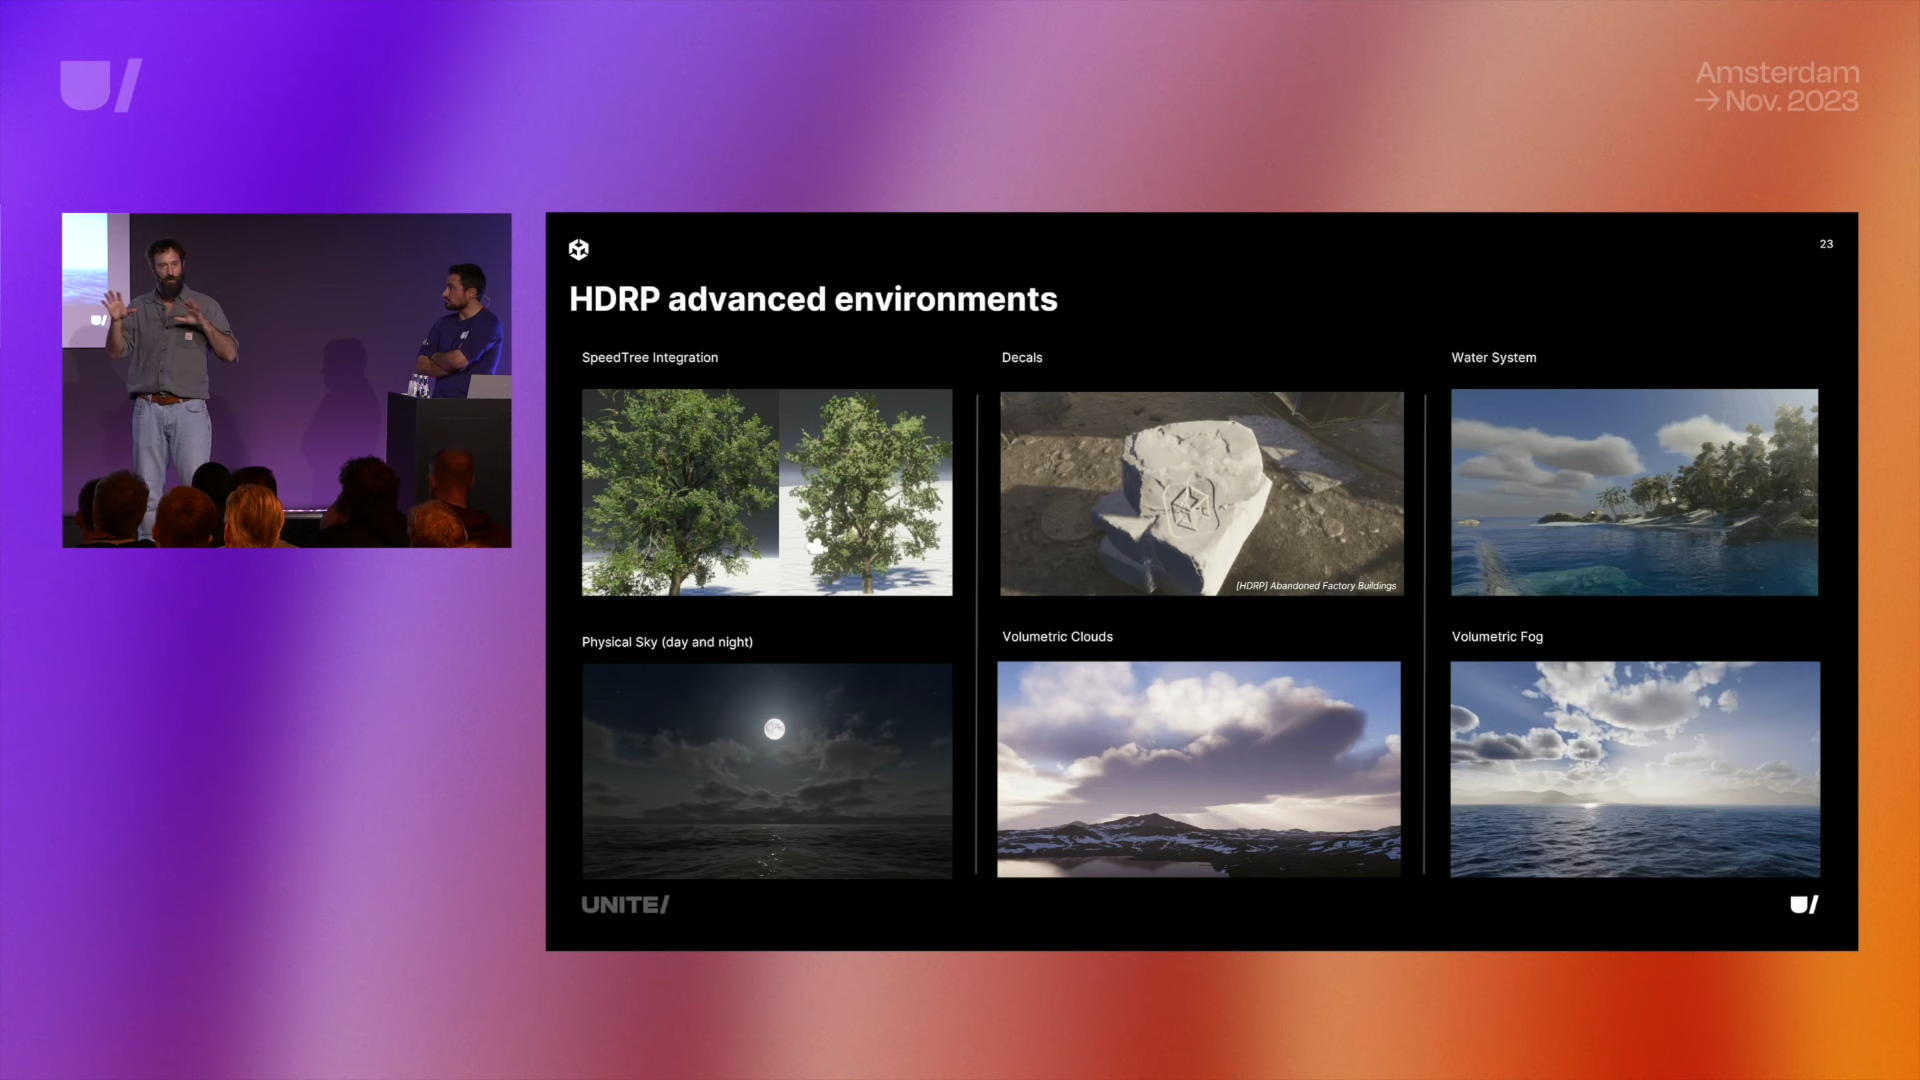 U/
Amsterdam
→ Nov. 2023
23
HDRP advanced environments
SpeedTree Integration
Decals
Water System
[HDRP] Abandoned Factory Buildings
Physical Sky (day and night)
Volumetric Clouds
Volumetric Fog
UNITE/
U/